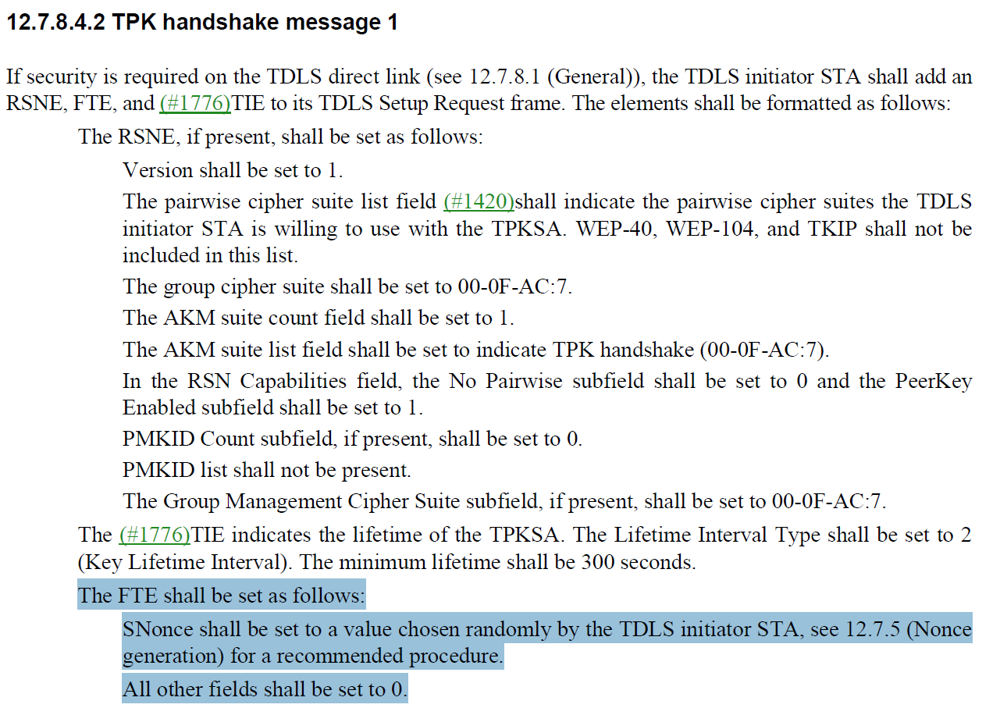 12.7.8.4.2 TPK handshake message 1
If security is required on the TDLS direct link (see 12.7.8.1 (General)), the TDLS initiator STA shall add an
RSNE, FTE, and (#1776)TIE to its TDLS Setup Request frame. The elements shall be formatted as follows:
The RSNE, if present, shall be set as follows:
Version shall be set to 1.
The pairwise cipher suite list field (#1420)shall indicate the pairwise cipher suites the TDLS
initiator STA is willing to use with the TPKSA. WEP-40, WEP-104, and TKIP shall not be
included in this list.
The group cipher suite shall be set to 00-0F-AC:7.
The AKM suite count field shall be set to 1.
The AKM suite list field shall be set to indicate TPK handshake (00-0F-AC:7).
In the RSN Capabilities field, the No Pairwise subfield shall be set to 0 and the PeerKey
Enabled subfield shall be set to 1.
PMKID Count subfield, if present, shall be set to 0.
PMKID list shall not be present.
The Group Management Cipher Suite subfield, if present, shall be set to 00-0F-AC:7.
The (#1776)TIE indicates the lifetime of the TPKSA. The Lifetime Interval Type shall be set to 2
(Key Lifetime Interval). The minimum lifetime shall be 300 seconds.
The FTE shall be set as follows:
SNonce shall be set to a value chosen randomly by the TDLS initiator STA, see 12.7.5 (Nonce
generation) for a recommended procedure.
All other fields shall be set to 0.